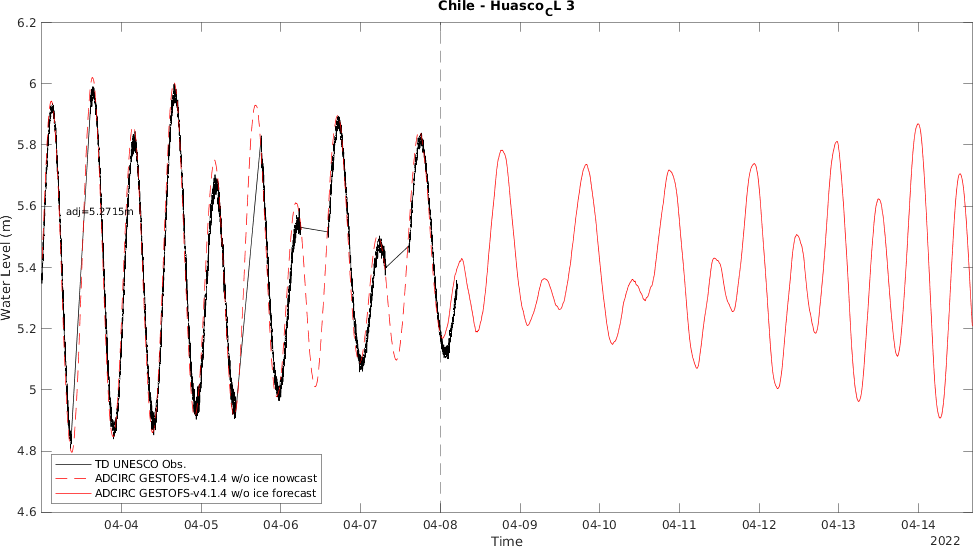 Chile - HuascoCL 3
6.2
6
5.8
5.6
5.4
5.2
5
4.8
4.6
Water Level (m)
adj=5.2715m
TD UNESCO Obs.
ADCIRC GESTOFS-v4.1.4 w/o ice nowcast
ADCIRC GESTOFS-v4.1.4 w/o ice forecast
04-04 04-05 04-06 04-07 04-08 04-09 04-10 04-11 04-12 04-13 04-14
Time
2022